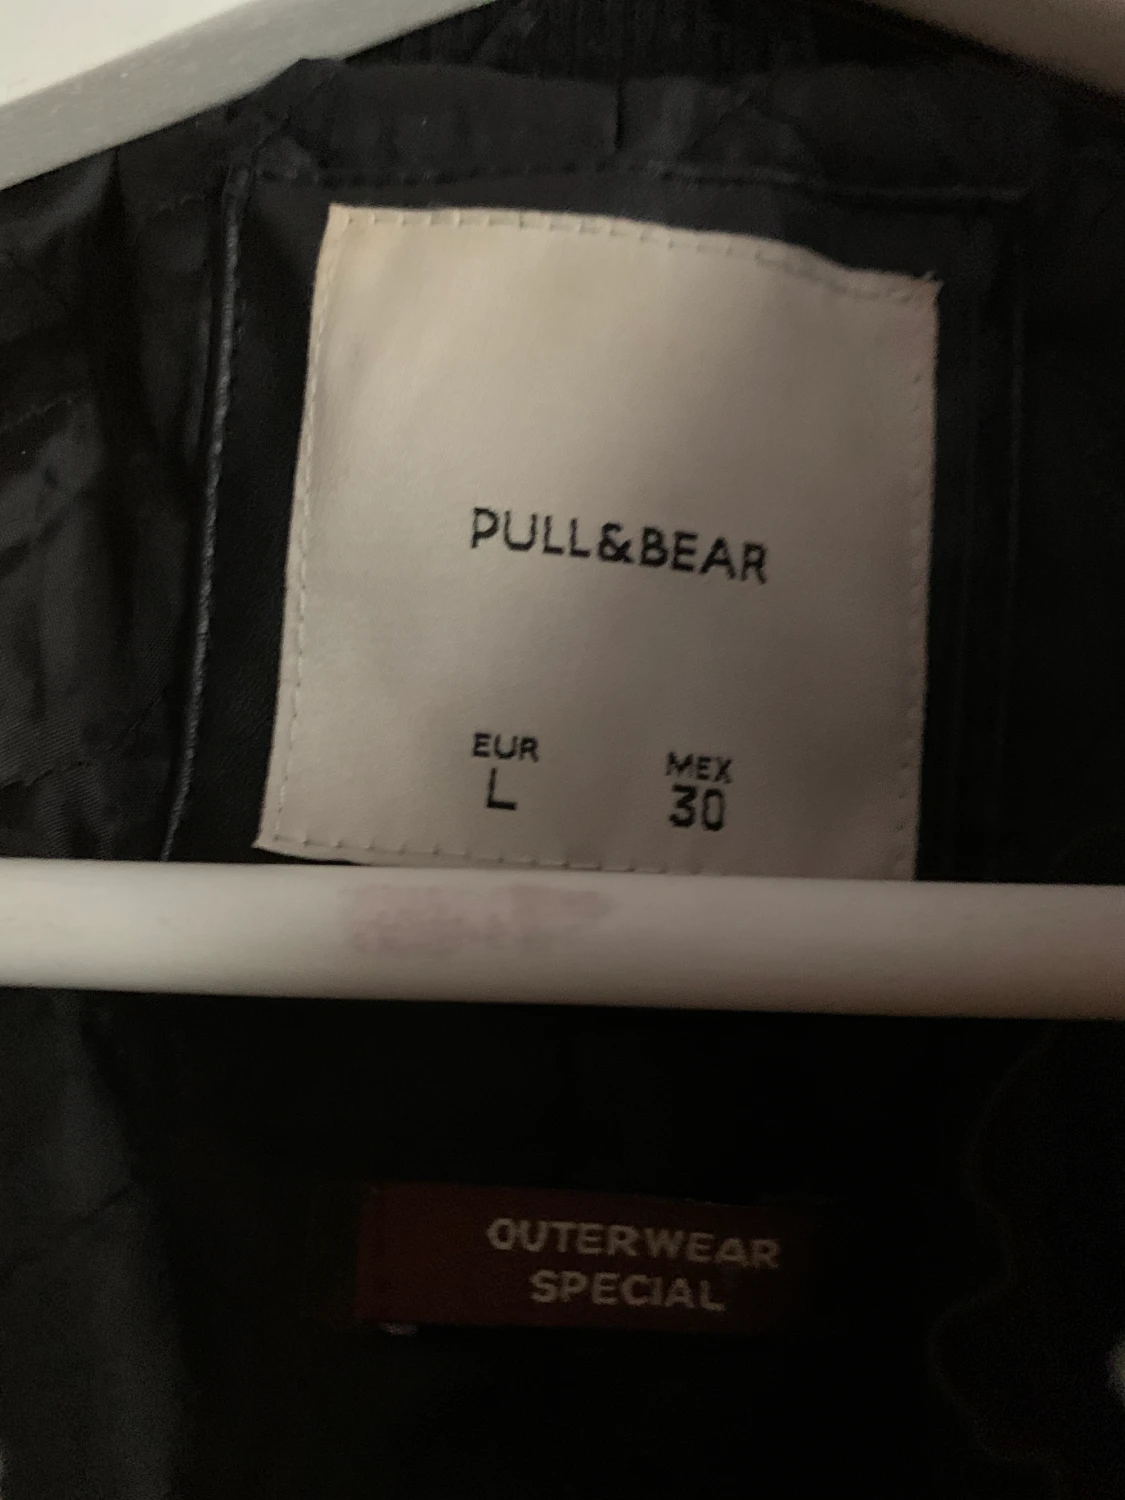 PULL&BEAR
EUR MEX
L 30
OUTERWEAR
SPECIAL